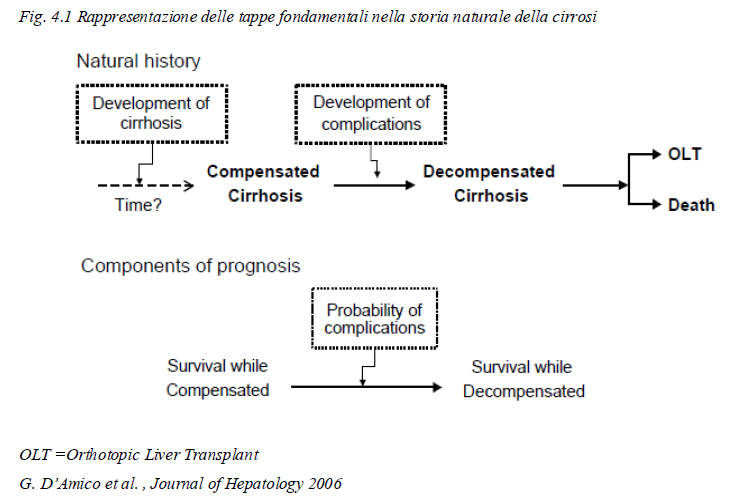 Fig. 4.1 Rappresentazione delle tappe fondamentali nella storia naturale della cirrosi
Natural history
Development of
cirrhosis
Development of
complications
Time?
Compensated
Cirrhosis
Decompensated
Cirrhosis
OLT
Death
Components of prognosis
Probability of
complications
Survival while
Compensated
Survival while
Decompensated
OLT =Orthotopic Liver Transplant
G. D'Amico et al. , Journal of Hepatology 2006